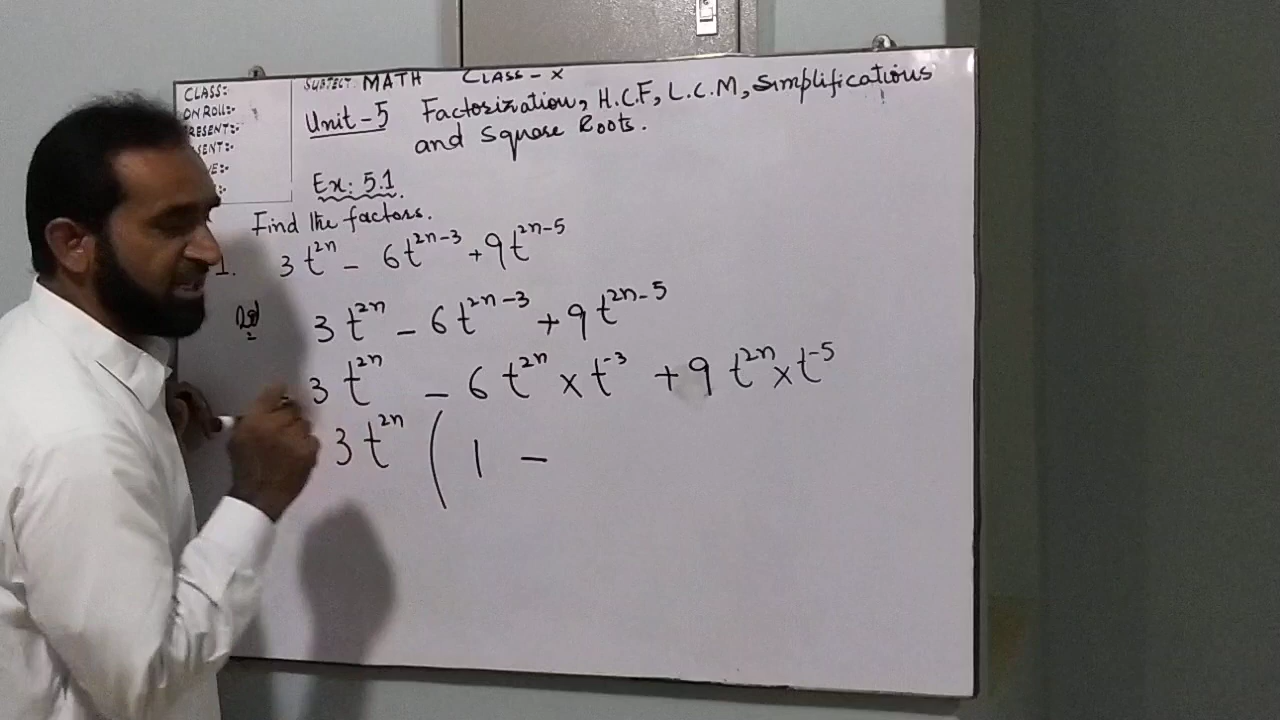 CLASS:
ON ROLL:-
PRESENT:-
SUBJECT: MATH CLASS-X
Unit-5 Factorization, H.C.F, L.C.M, Simplifications
and Square Roots.
Ex: 5.1
Find the factors.
1. 3t²ⁿ - 6t²ⁿ⁻³ + 9t²ⁿ⁻⁵
Sol 3t²ⁿ - 6t²ⁿ⁻³ + 9t²ⁿ⁻⁵
3t²ⁿ - 6t²ⁿ × t⁻³ + 9t²ⁿ × t⁻⁵
3t²ⁿ ( 1 -